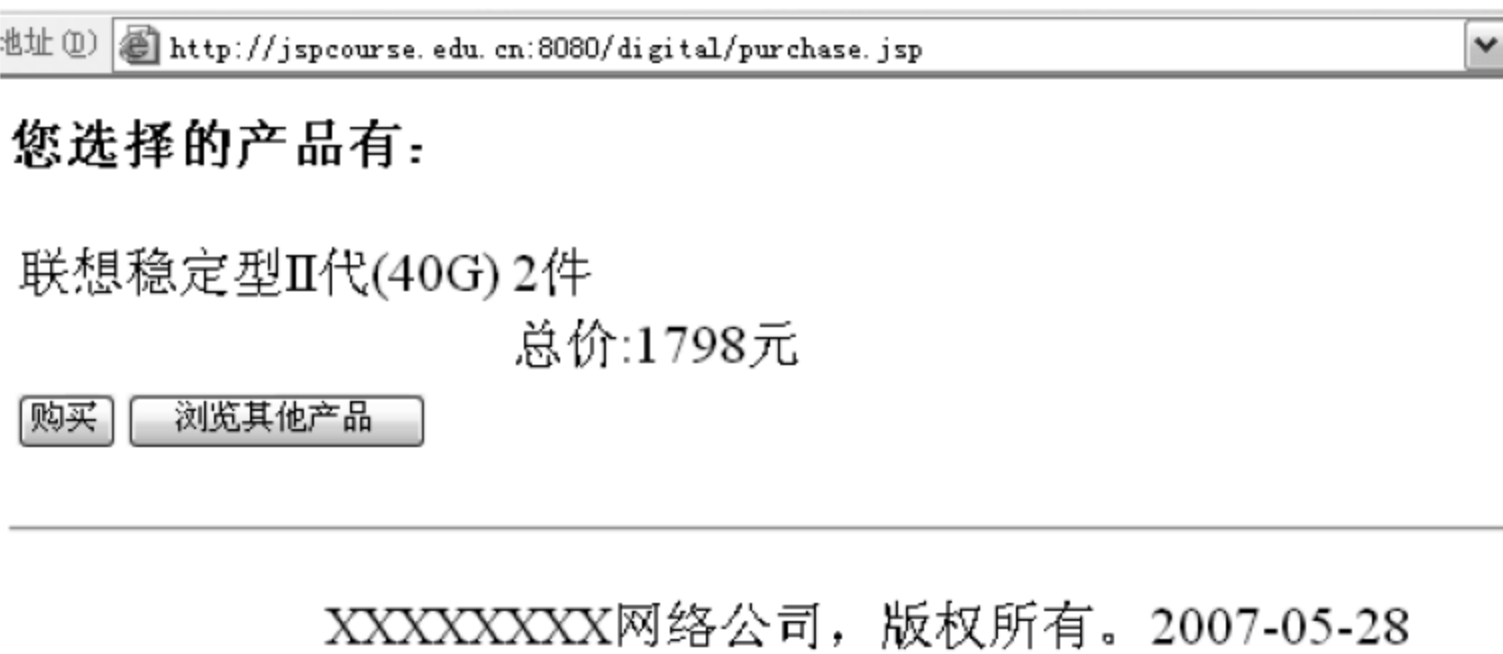 地址(D) http://jspcourse.edu.cn:8080/digital/purchase.jsp
您选择的产品有：
联想稳定型Ⅱ代(40G) 2件
总价:1798元
购买 浏览其他产品
XXXXXXXX网络公司，版权所有。2007-05-28